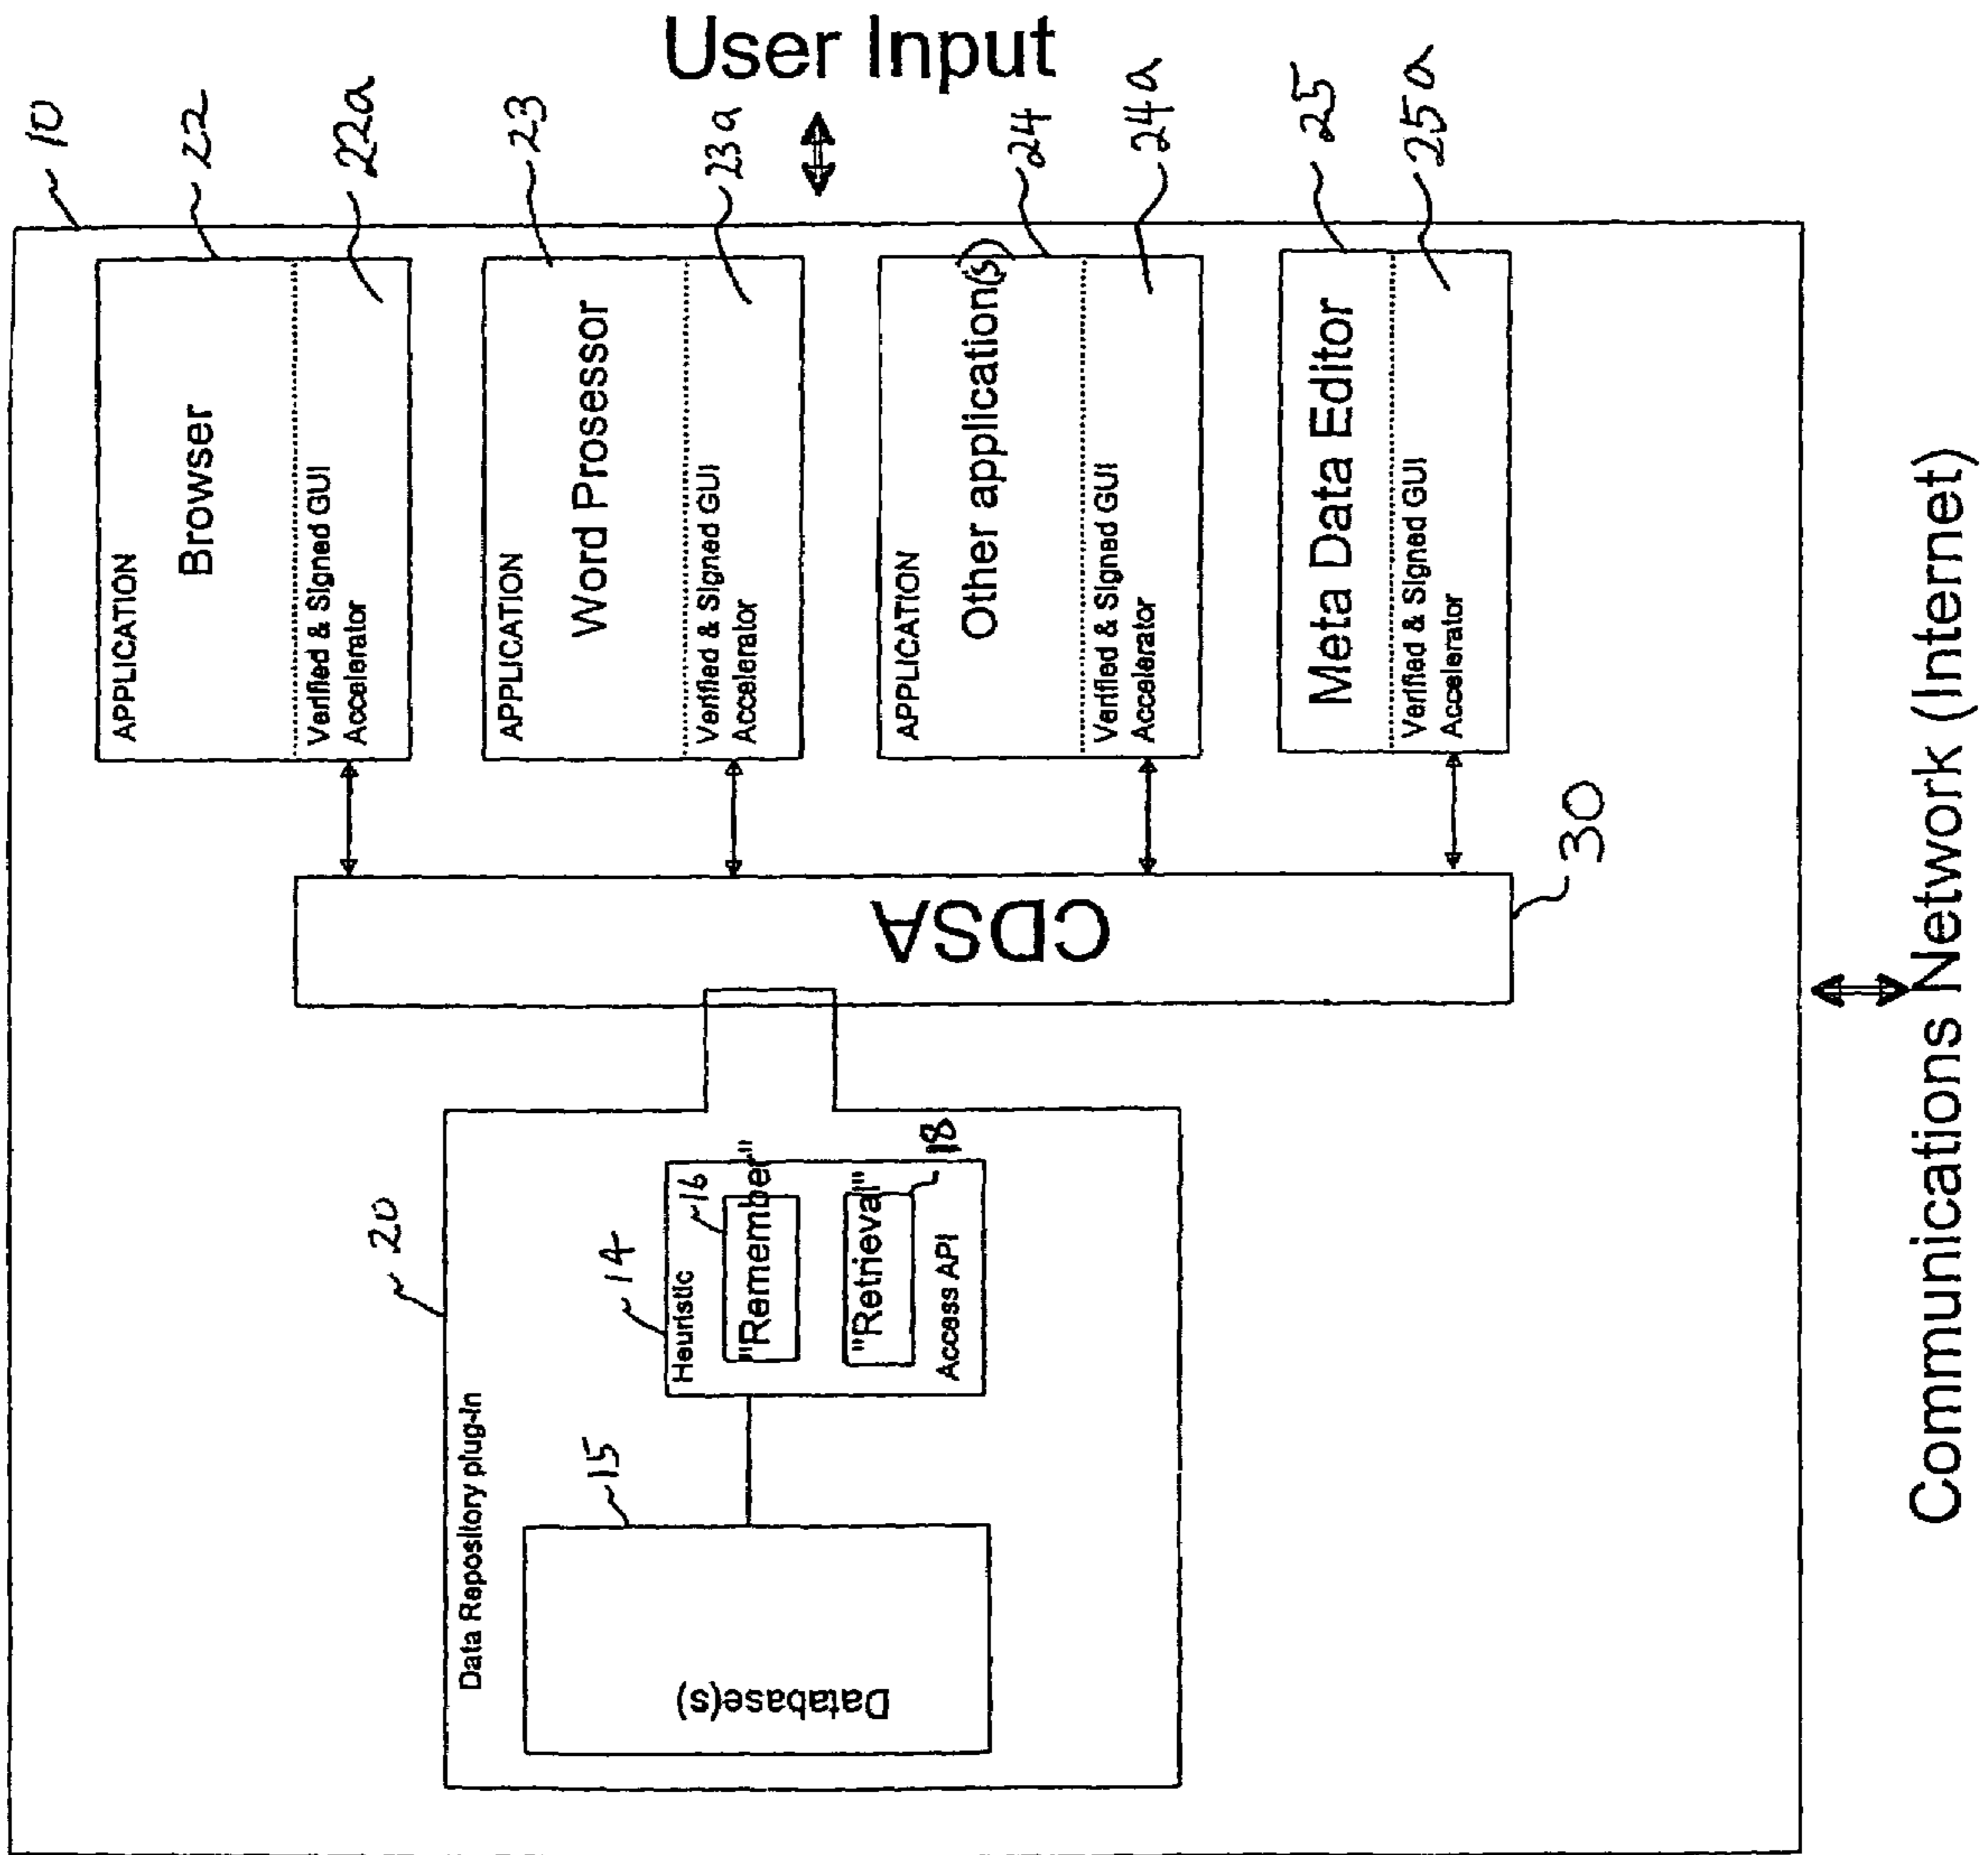 User Input
10
22
22a
23
23a
24
24a
25
25a
APPLICATION
Browser
Verified & Signed GUI
Accelerator
APPLICATION
Word Prosessor
Verified & Signed GUI
Accelerator
APPLICATION
Other application(s)
Verified & Signed GUI
Accelerator
Meta Data Editor
Verified & Signed GUI
Accelerator
CDSA
30
20
Data Repository plug-In
14
Heuristic
16
"Remember"
18
"Retrieval"
Access API
15
Database(s)
Communications Network (Internet)